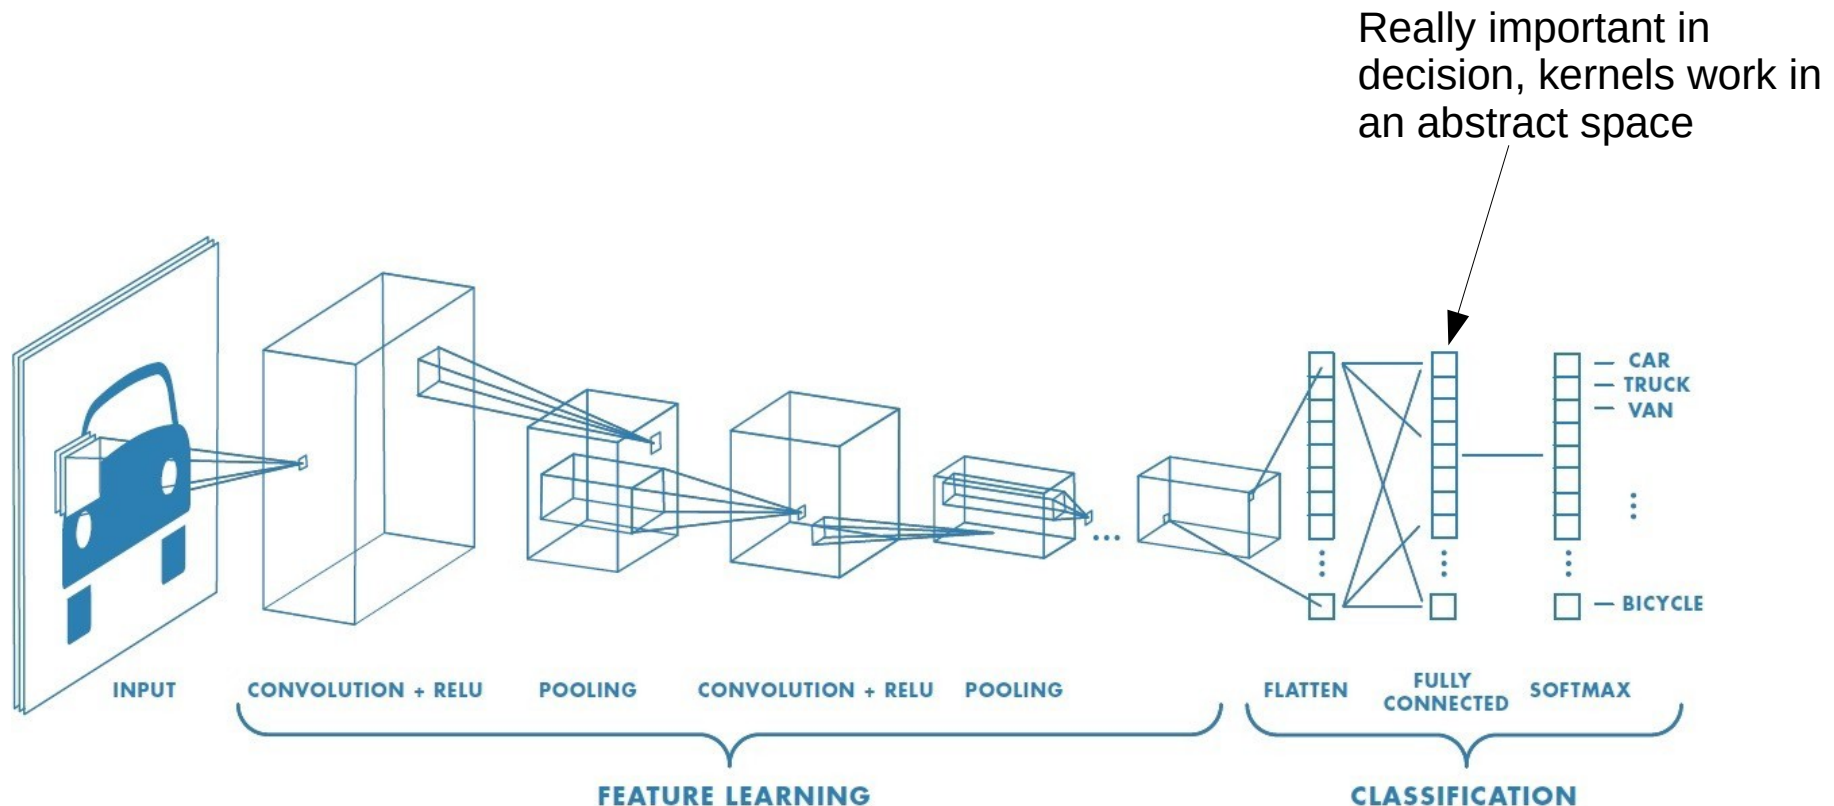 Really important in
decision, kernels work in
an abstract space
CAR
TRUCK
VAN
BICYCLE
INPUT
CONVOLUTION + RELU
POOLING
CONVOLUTION + RELU
POOLING
FLATTEN
FULLY
CONNECTED
SOFTMAX
FEATURE LEARNING
CLASSIFICATION